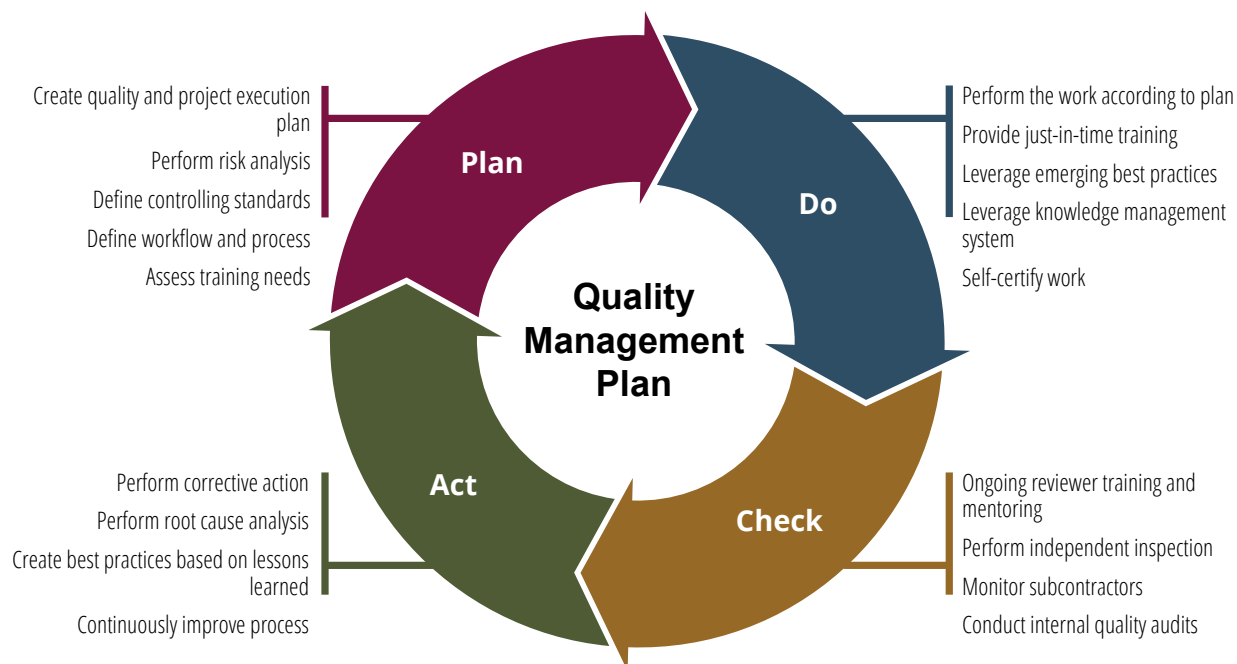 Create quality and project execution
plan
Perform risk analysis
Define controlling standards
Define workflow and process
Assess training needs
Plan
Do
Perform the work according to plan
Provide just-in-time training
Leverage emerging best practices
Leverage knowledge management
system
Self-certify work
Quality
Management
Plan
Perform corrective action
Perform root cause analysis
Create best practices based on lessons
learned
Continuously improve process
Act
Check
Ongoing reviewer training and
mentoring
Perform independent inspection
Monitor subcontractors
Conduct internal quality audits